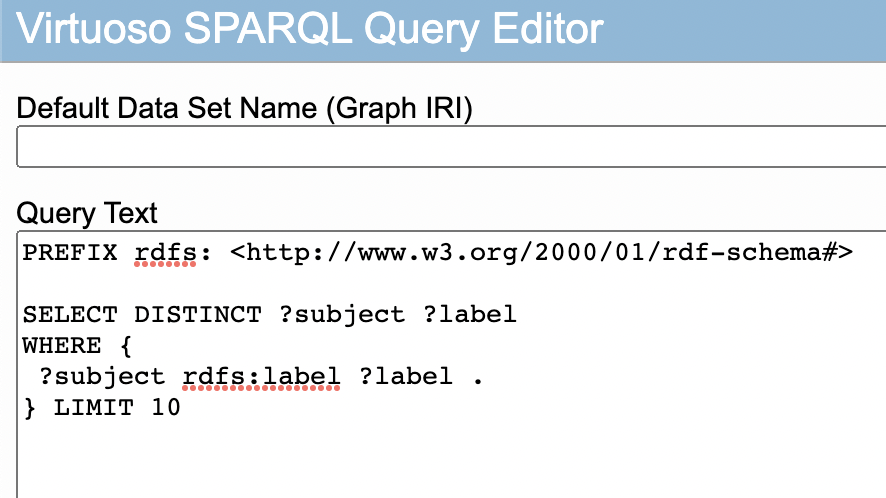 Virtuoso SPARQL Query Editor
Default Data Set Name (Graph IRI)
Query Text
PREFIX rdfs: <http://www.w3.org/2000/01/rdf-schema#>
SELECT DISTINCT ?subject ?label
WHERE {
?subject rdfs:label ?label .
} LIMIT 10